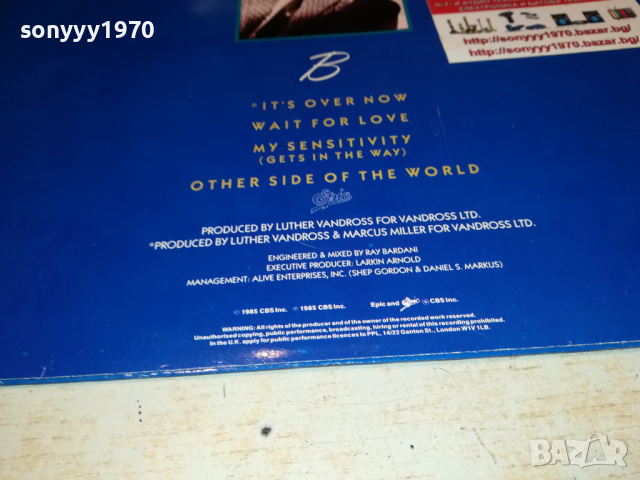 sonyyy1970
ЕЛЕКТРОНИКА И БИТОВА
http://sonyyy1970.bazar.bg/
http://sonyyy1970.bazar.bg/
B
*IT'S OVER NOW
WAIT FOR LOVE
MY SENSITIVITY
(GETS IN THE WAY)
OTHER SIDE OF THE WORLD
Epic
PRODUCED BY LUTHER VANDROSS FOR VANDROSS LTD.
*PRODUCED BY LUTHER VANDROSS & MARCUS MILLER FOR VANDROSS LTD.
ENGINEERED & MIXED BY RAY BARDANI
EXECUTIVE PRODUCER: LARKIN ARNOLD
MANAGEMENT: ALIVE ENTERPRISES, INC. (SHEP GORDON & DANIEL S. MARKUS)
℗ 1985 CBS Inc. © 1985 CBS Inc. Epic and Epic ® CBS Inc.
WARNING: All rights of the producer and of the owner of the recorded work reserved.
Unauthorised copying, public performance, broadcasting, hiring or rental of this recording prohibited.
In the U.K. apply for public performance licences to PPL, 14/22 Ganton St., London W1V 1LB.
BAZAR
.bg